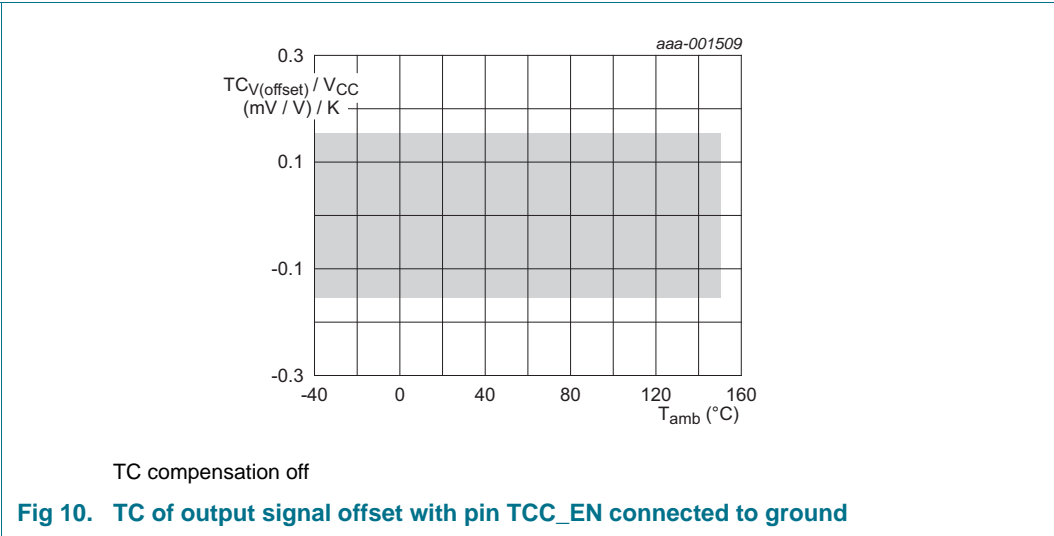 aaa-001509
0.3
TCV(offset) / VCC
(mV / V) / K
0.1
-0.1
-0.3
-40 0 40 80 120 160
Tamb (°C)
TC compensation off
Fig 10. TC of output signal offset with pin TCC_EN connected to ground